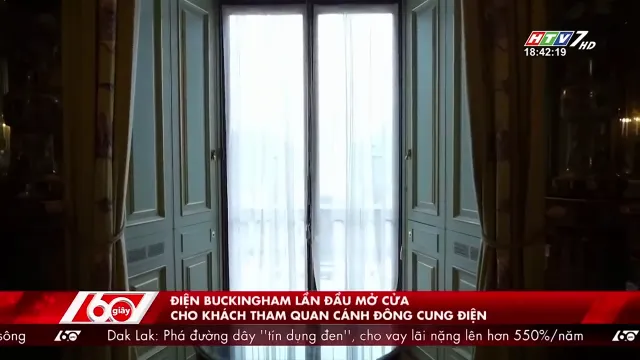 HTV7 HD
18:42:19
60 giây
ĐIỆN BUCKINGHAM LẦN ĐẦU MỞ CỬA
CHO KHÁCH THAM QUAN CÁNH ĐÔNG CUNG ĐIỆN
sông 60 Dak Lak: Phá đường dây "tín dụng đen", cho vay lãi nặng lên hơn 550%/năm 60